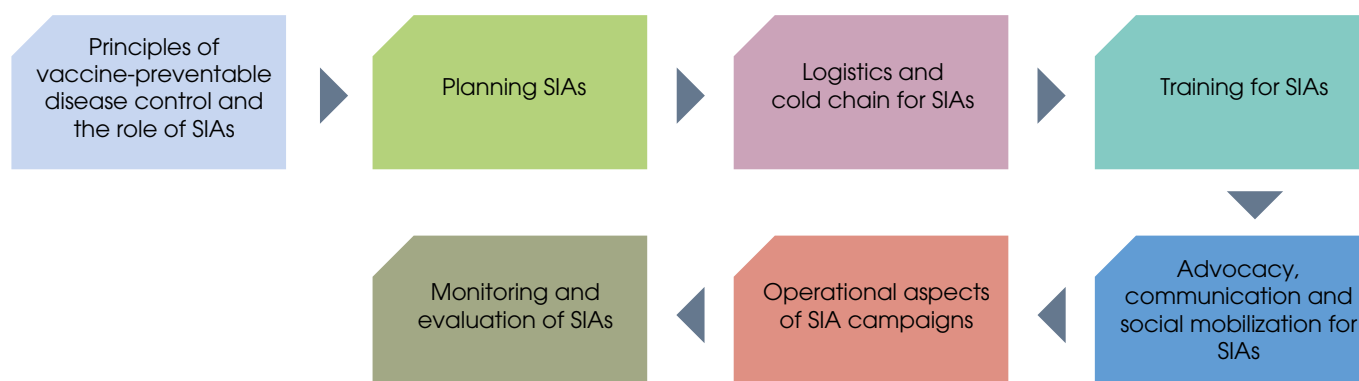 Principles of
vaccine-preventable
disease control and
the role of SIAs
Planning SIAs
Logistics and
cold chain for SIAs
Training for SIAs
Advocacy,
communication and
social mobilization for
SIAs
Operational aspects
of SIA campaigns
Monitoring and
evaluation of SIAs